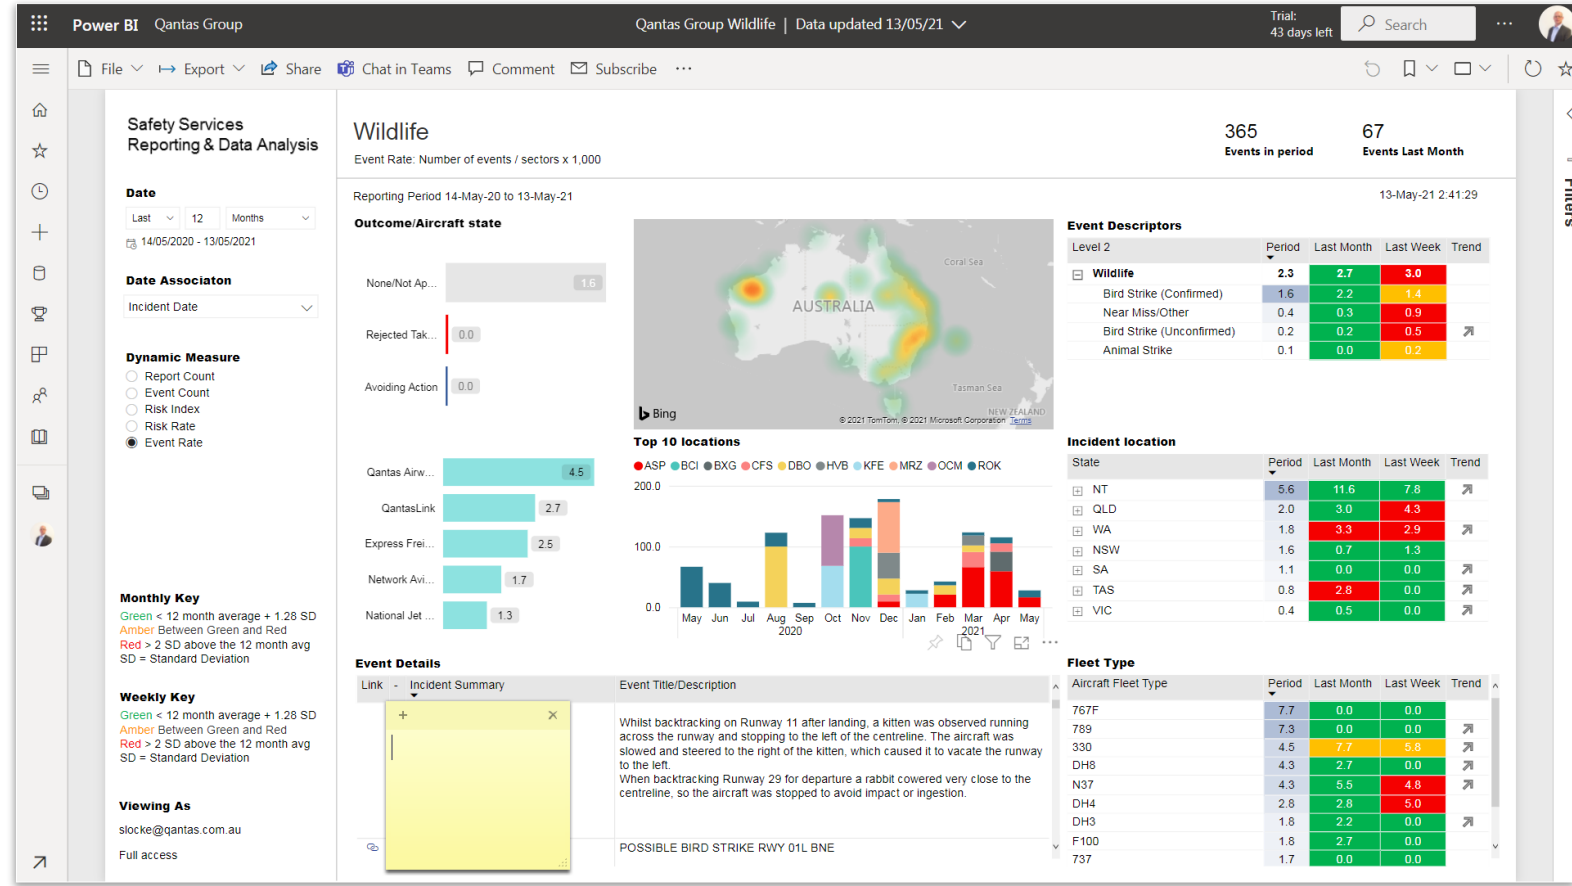 Power BI Qantas Group
Qantas Group Wildlife | Data updated 13/05/21
Trial:
43 days left
Search
File Export Share Chat in Teams Comment Subscribe
Filters
Safety Services
Reporting & Data Analysis
Date
Last 12 Months
14/05/2020 - 13/05/2021
Date Associaton
Incident Date
Dynamic Measure
Report Count
Event Count
Risk Index
Risk Rate
Event Rate
Monthly Key
Green < 12 month average + 1.28 SD
Amber Between Green and Red
Red > 2 SD above the 12 month avg
SD = Standard Deviation
Weekly Key
Green < 12 month average + 1.28 SD
Amber Between Green and Red
Red > 2 SD above the 12 month avg
SD = Standard Deviation
Viewing As
slocke@qantas.com.au
Full access
Wildlife
Event Rate: Number of events / sectors x 1,000
365
Events in period
67
Events Last Month
Reporting Period 14-May-20 to 13-May-21
13-May-21 2:41:29
Outcome/Aircraft state
None/Not Ap... 1.6
Rejected Tak... 0.0
Avoiding Action 0.0
Qantas Airw... 4.5
QantasLink 2.7
Express Frei... 2.5
Network Avi... 1.7
National Jet ... 1.3
Coral Sea
AUSTRALIA
Tasman Sea
NEW ZEALAND
Bing
© 2021 TomTom, © 2021 Microsoft Corporation Terms
Top 10 locations
ASP BCI BXG CFS DBO HVB KFE MRZ OCM ROK
200.0
100.0
0.0
May Jun Jul Aug Sep Oct Nov Dec Jan Feb Mar Apr May
2020 2021
Event Descriptors
Level 2 Period Last Month Last Week Trend
Wildlife 2.3 2.7 3.0
Bird Strike (Confirmed) 1.6 2.2 1.4
Near Miss/Other 0.4 0.3 0.9
Bird Strike (Unconfirmed) 0.2 0.2 0.5
Animal Strike 0.1 0.0 0.2
Incident location
State Period Last Month Last Week Trend
NT 5.6 11.6 7.8
QLD 2.0 3.0 4.3
WA 1.8 3.3 2.9
NSW 1.6 0.7 1.3
SA 1.1 0.0 0.0
TAS 0.8 2.8 0.0
VIC 0.4 0.5 0.0
Event Details
Link - Incident Summary Event Title/Description
Whilst backtracking on Runway 11 after landing, a kitten was observed running
across the runway and stopping to the left of the centreline. The aircraft was
slowed and steered to the right of the kitten, which caused it to vacate the runway
to the left.
When backtracking Runway 29 for departure a rabbit cowered very close to the
centreline, so the aircraft was stopped to avoid impact or ingestion.
POSSIBLE BIRD STRIKE RWY 01L BNE
Fleet Type
Aircraft Fleet Type Period Last Month Last Week Trend
767F 7.7 0.0 0.0
789 7.3 0.0 0.0
330 4.5 7.7 5.8
DH8 4.3 2.7 0.0
N37 4.3 5.5 4.8
DH4 2.8 2.8 5.0
DH3 1.8 2.2 0.0
F100 1.8 2.7 0.0
737 1.7 0.0 0.0